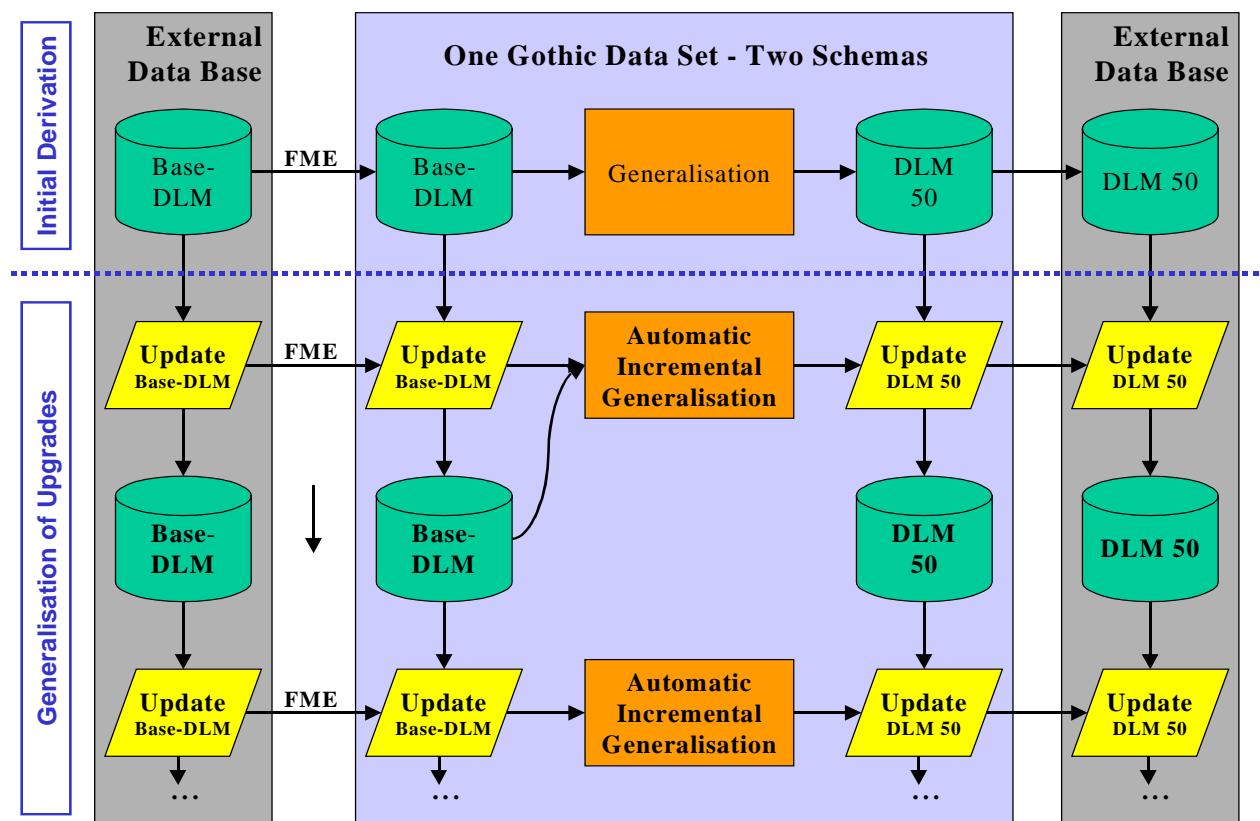 External
Data Base
One Gothic Data Set - Two Schemas
External
Data Base
Initial Derivation
Base-
DLM
FME
Base-
DLM
Generalisation
DLM
50
DLM 50
Generalisation of Upgrades
Update
Base-DLM
FME
Update
Base-DLM
Automatic
Incremental
Generalisation
Update
DLM 50
Update
DLM 50
Base-
DLM
Base-
DLM
DLM
50
DLM 50
Update
Base-DLM
FME
Update
Base-DLM
Automatic
Incremental
Generalisation
Update
DLM 50
Update
DLM 50
...
...
...
...